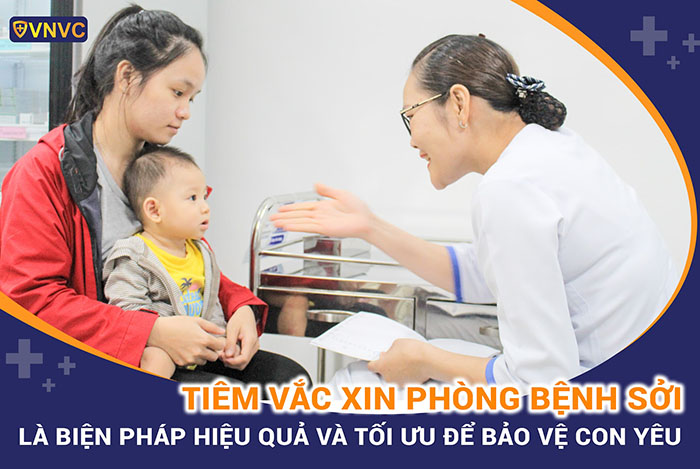 VNVC
TIÊM VẮC XIN PHÒNG BỆNH SỞI
LÀ BIỆN PHÁP HIỆU QUẢ VÀ TỐI ƯU ĐỂ BẢO VỆ CON YÊU